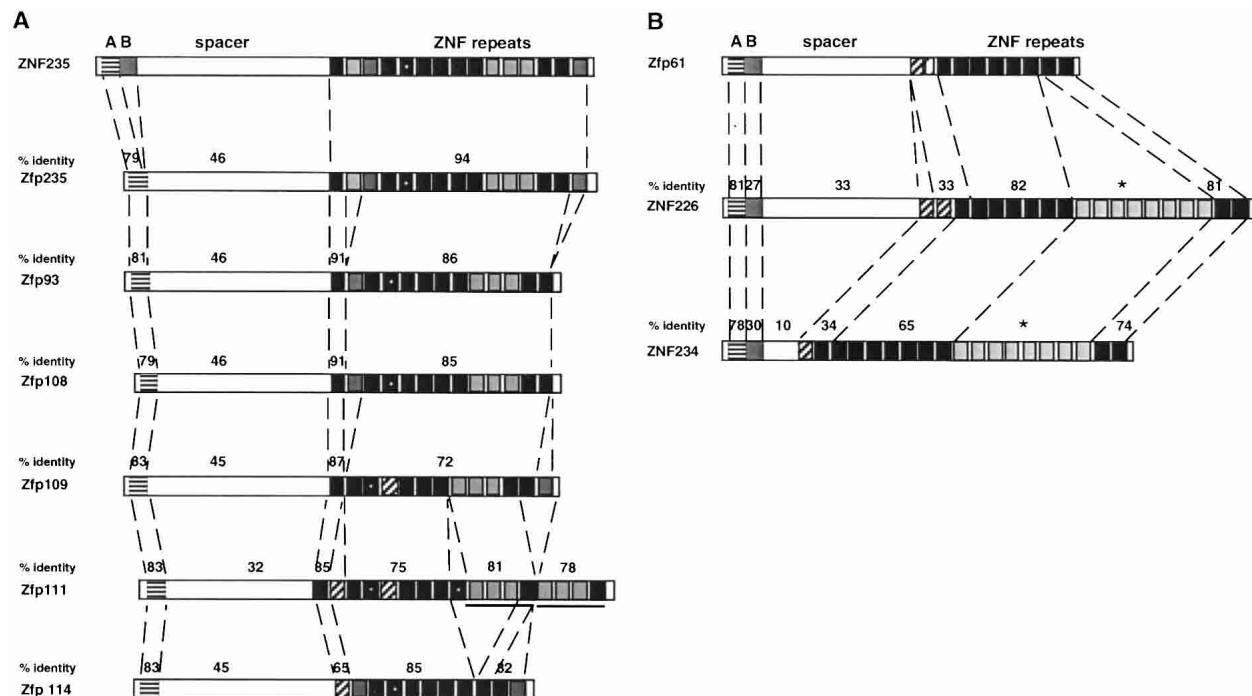 A
A B spacer ZNF repeats
ZNF235
% identity 79 46 94
Zfp235
% identity 81 46 91 86
Zfp93
% identity 79 46 91 85
Zfp108
% identity 83 45 87 72
Zfp109
% identity 83 32 85 75 81 78
Zfp111
% identity 83 45 65 85 82
Zfp 114
B
A B spacer ZNF repeats
Zfp61
% identity 81 27 33 33 82 * 81
ZNF226
% identity 78 30 10 34 65 * 74
ZNF234